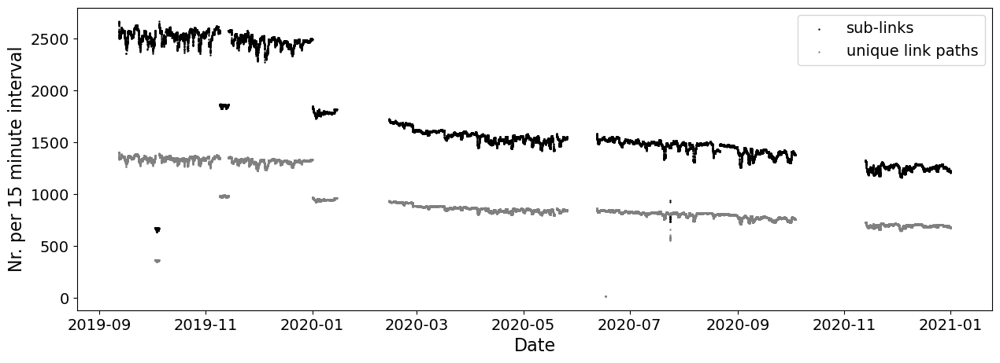 sub-links
unique link paths
Nr. per 15 minute interval
2500
2000
1500
1000
500
0
2019-09 2019-11 2020-01 2020-03 2020-05 2020-07 2020-09 2020-11 2021-01
Date